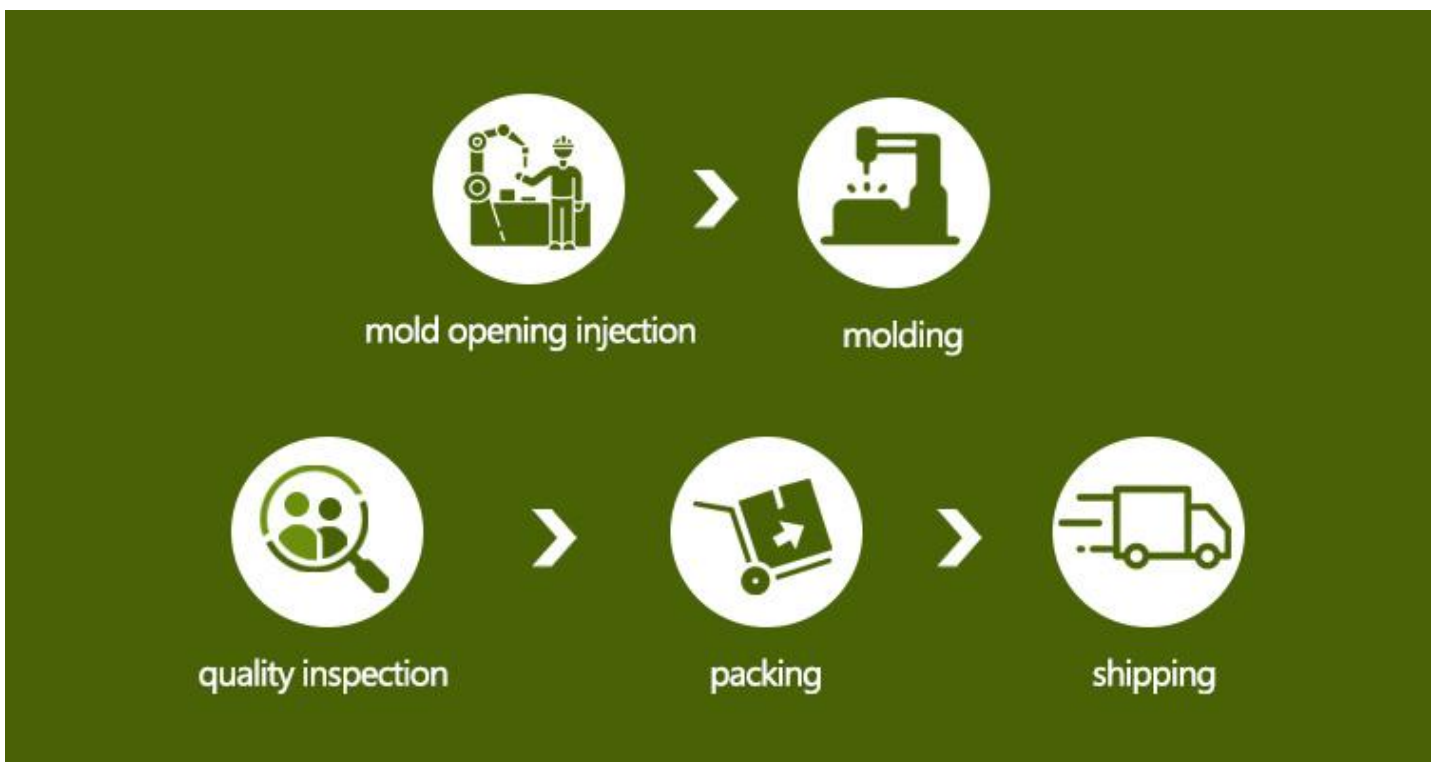 mold opening injection
molding
quality inspection
packing
shipping